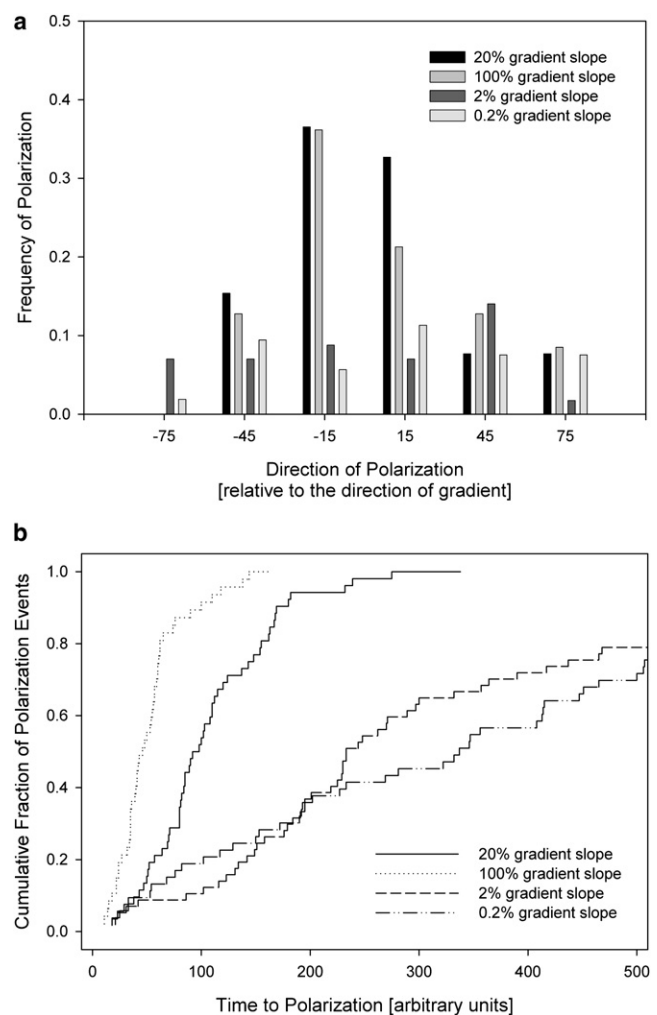 a
0.5
0.4
0.3
0.2
0.1
0.0
Frequency of Polarization
20% gradient slope
100% gradient slope
2% gradient slope
0.2% gradient slope
-75 -45 -15 15 45 75
Direction of Polarization
[relative to the direction of gradient]
b
1.0
0.8
0.6
0.4
0.2
0.0
Cumulative Fraction of Polarization Events
20% gradient slope
100% gradient slope
2% gradient slope
0.2% gradient slope
0 100 200 300 400 500
Time to Polarization [arbitrary units]